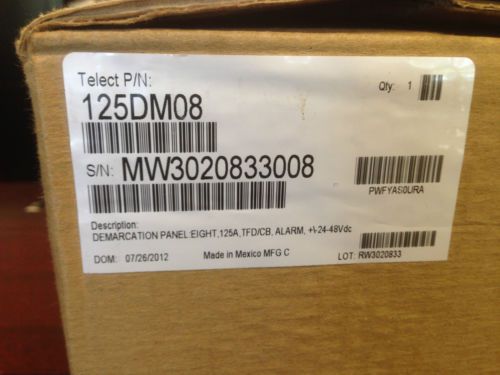 Telect P/N:
Qty: 1
125DM08
S/N: MW3020833008
PWFYAS0URA
Description:
DEMARCATION PANEL:EIGHT,125A,TFD/CB, ALARM, +\-24-48Vdc
DOM: 07/26/2012 Made in Mexico MFG C LOT: RW3020833